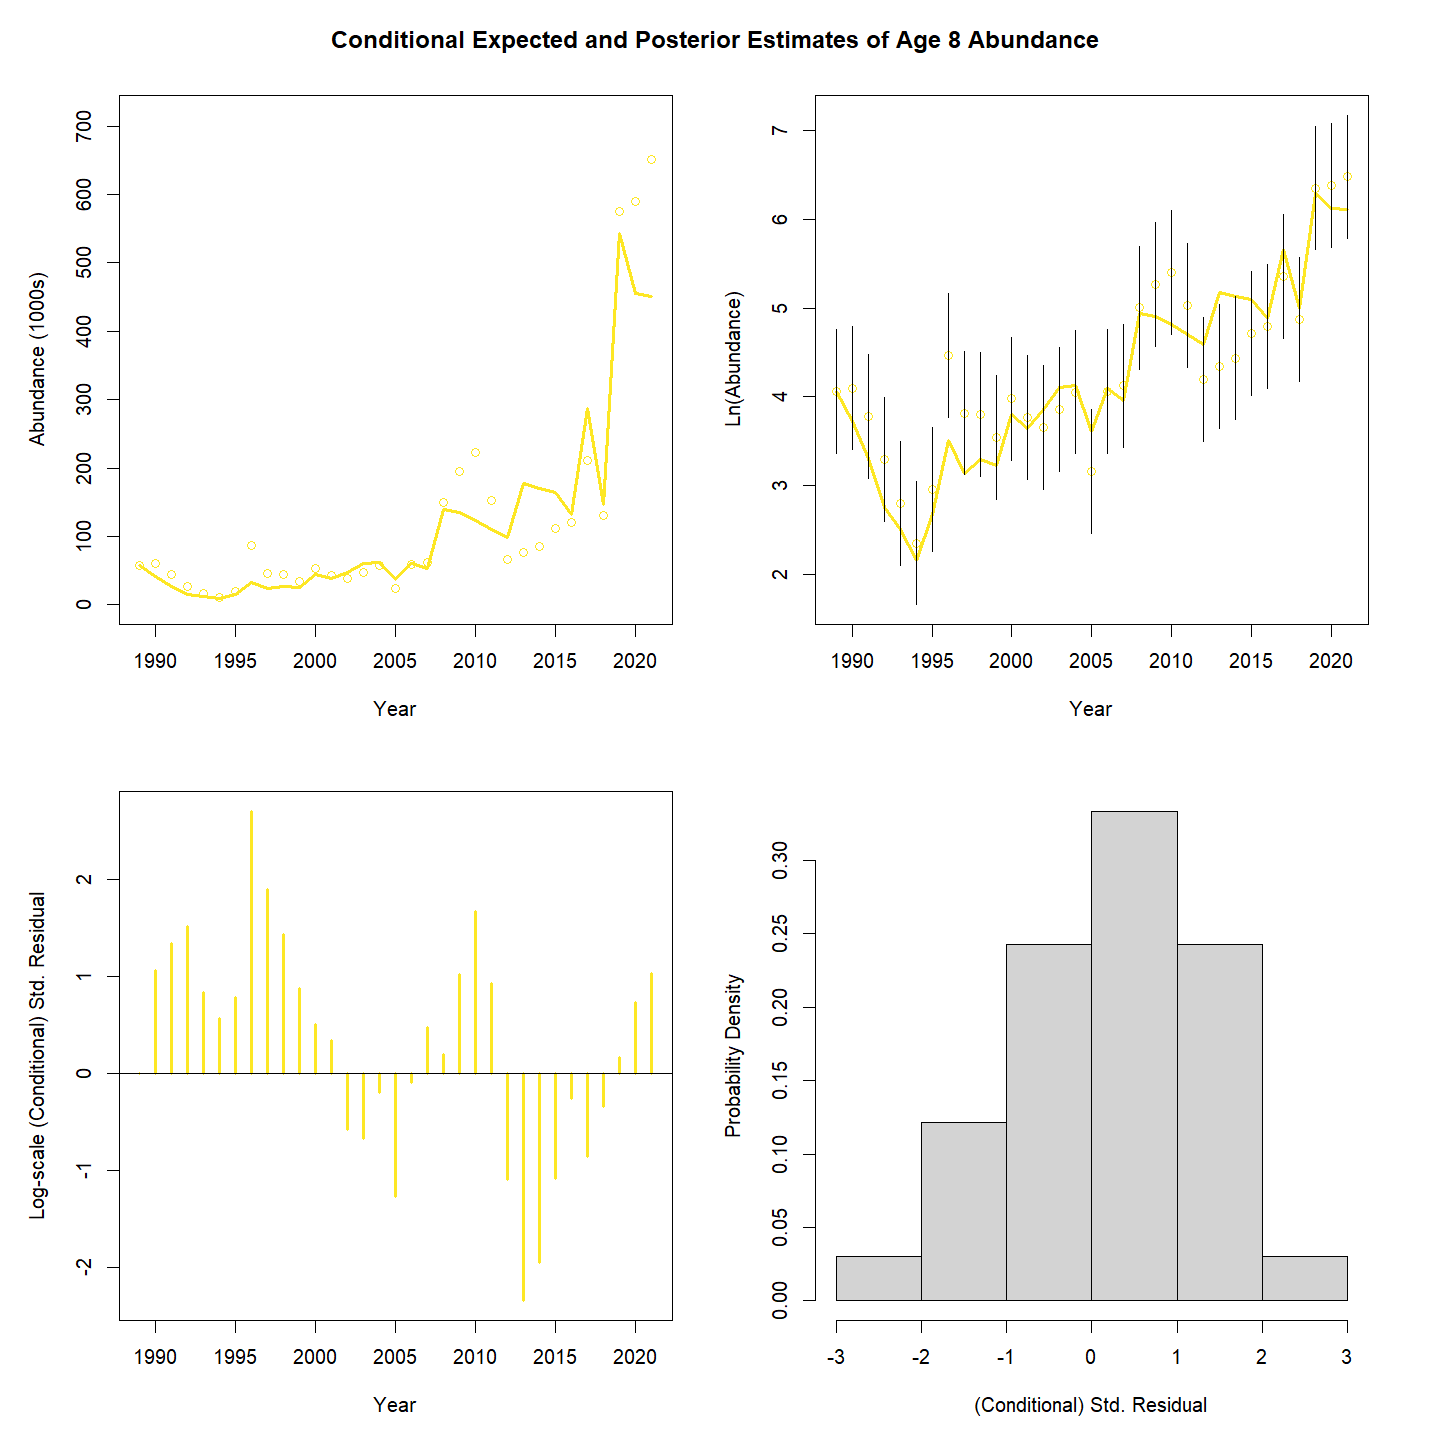 Conditional Expected and Posterior Estimates of Age 8 Abundance
Abundance (1000s)
0 100 200 300 400 500 600 700
1990 1995 2000 2005 2010 2015 2020
Year
Ln(Abundance)
2 3 4 5 6 7
1990 1995 2000 2005 2010 2015 2020
Year
Log-scale (Conditional) Std. Residual
-2 -1 0 1 2
1990 1995 2000 2005 2010 2015 2020
Year
Probability Density
0.00 0.05 0.10 0.15 0.20 0.25 0.30
-3 -2 -1 0 1 2 3
(Conditional) Std. Residual